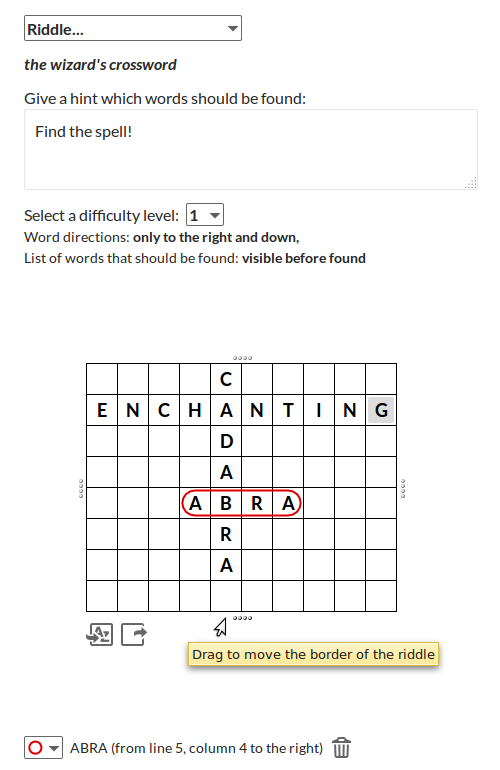 Riddle...
the wizard's crossword
Give a hint which words should be found:
Find the spell!
Select a difficulty level: 1
Word directions: only to the right and down,
List of words that should be found: visible before found
C
E N C H A N T I N G
D
A
A B R A
R
A
Drag to move the border of the riddle
ABRA (from line 5, column 4 to the right)